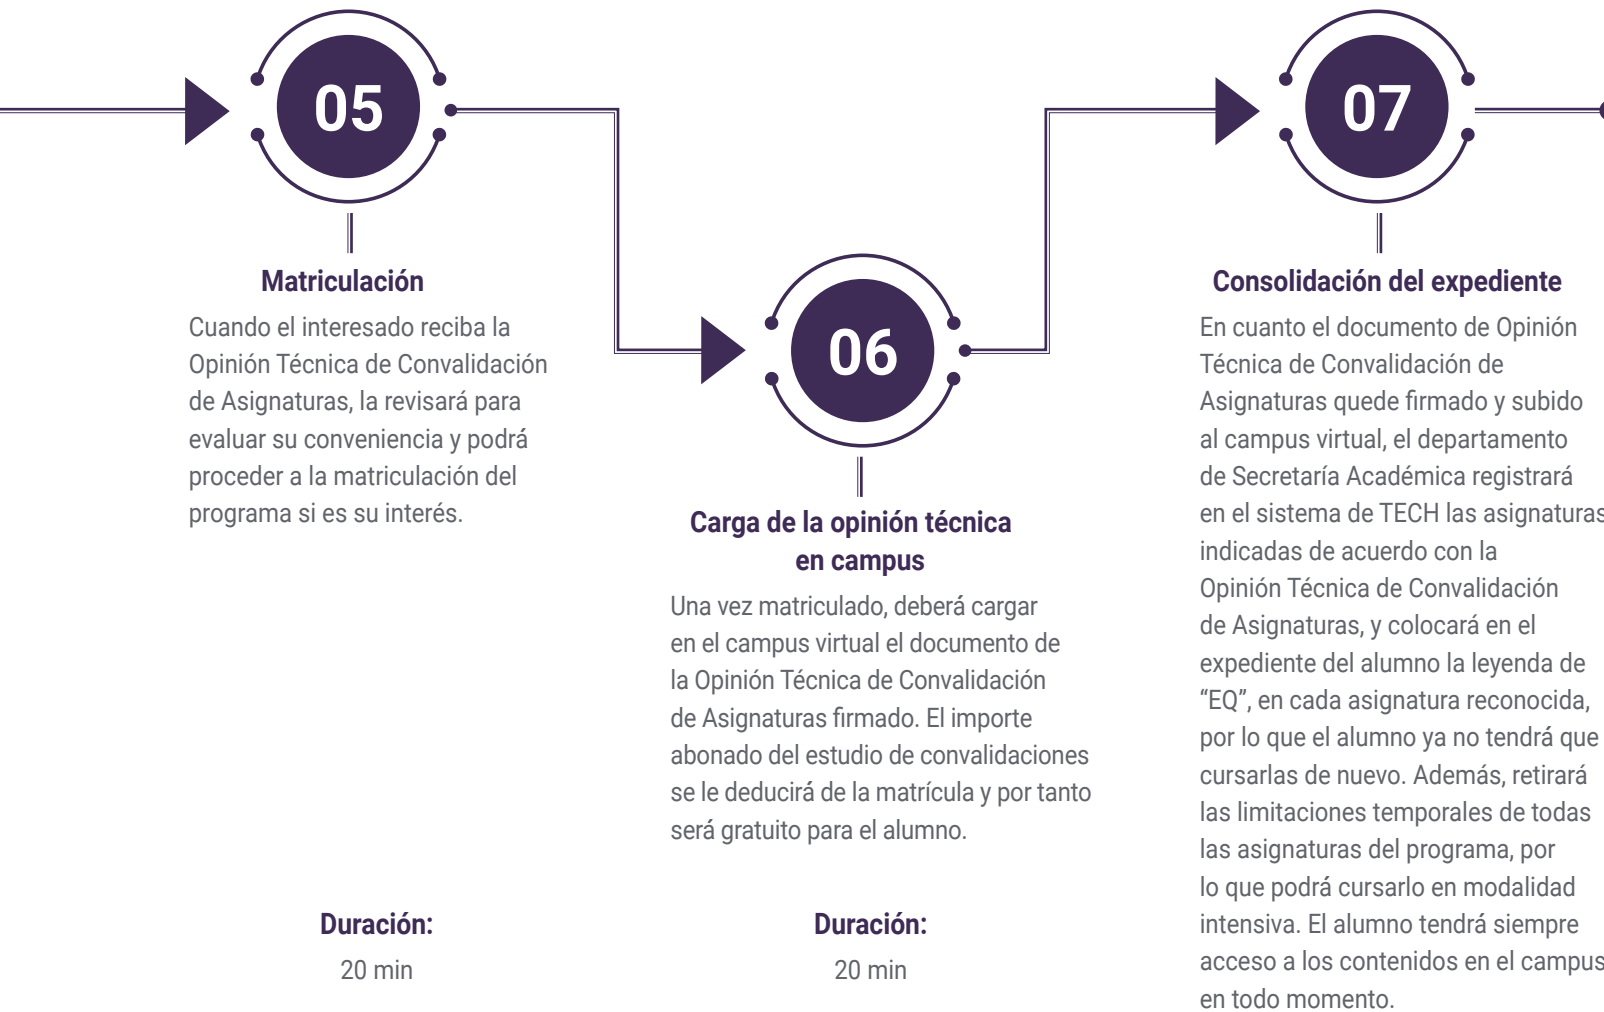 05
Matriculación
Cuando el interesado reciba la
Opinión Técnica de Convalidación
de Asignaturas, la revisará para
evaluar su conveniencia y podrá
proceder a la matriculación del
programa si es su interés.
Duración:
20 min
06
Carga de la opinión técnica
en campus
Una vez matriculado, deberá cargar
en el campus virtual el documento de
la Opinión Técnica de Convalidación
de Asignaturas firmado. El importe
abonado del estudio de convalidaciones
se le deducirá de la matrícula y por tanto
será gratuito para el alumno.
Duración:
20 min
07
Consolidación del expediente
En cuanto el documento de Opinión
Técnica de Convalidación de
Asignaturas quede firmado y subido
al campus virtual, el departamento
de Secretaría Académica registrará
en el sistema de TECH las asignaturas
indicadas de acuerdo con la
Opinión Técnica de Convalidación
de Asignaturas, y colocará en el
expediente del alumno la leyenda de
“EQ”, en cada asignatura reconocida,
por lo que el alumno ya no tendrá que
cursarlas de nuevo. Además, retirará
las limitaciones temporales de todas
las asignaturas del programa, por
lo que podrá cursarlo en modalidad
intensiva. El alumno tendrá siempre
acceso a los contenidos en el campus
en todo momento.